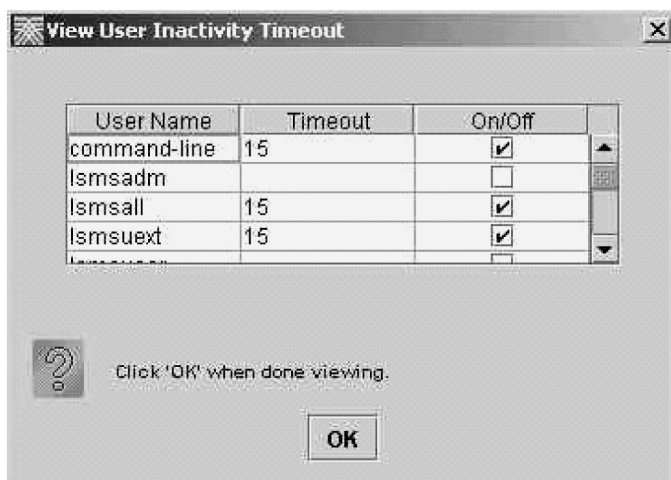 View User Inactivity Timeout
User Name Timeout On/Off
command-line 15
lsmsadm
lsmsall 15
lsmsuext 15
Click 'OK' when done viewing.
OK